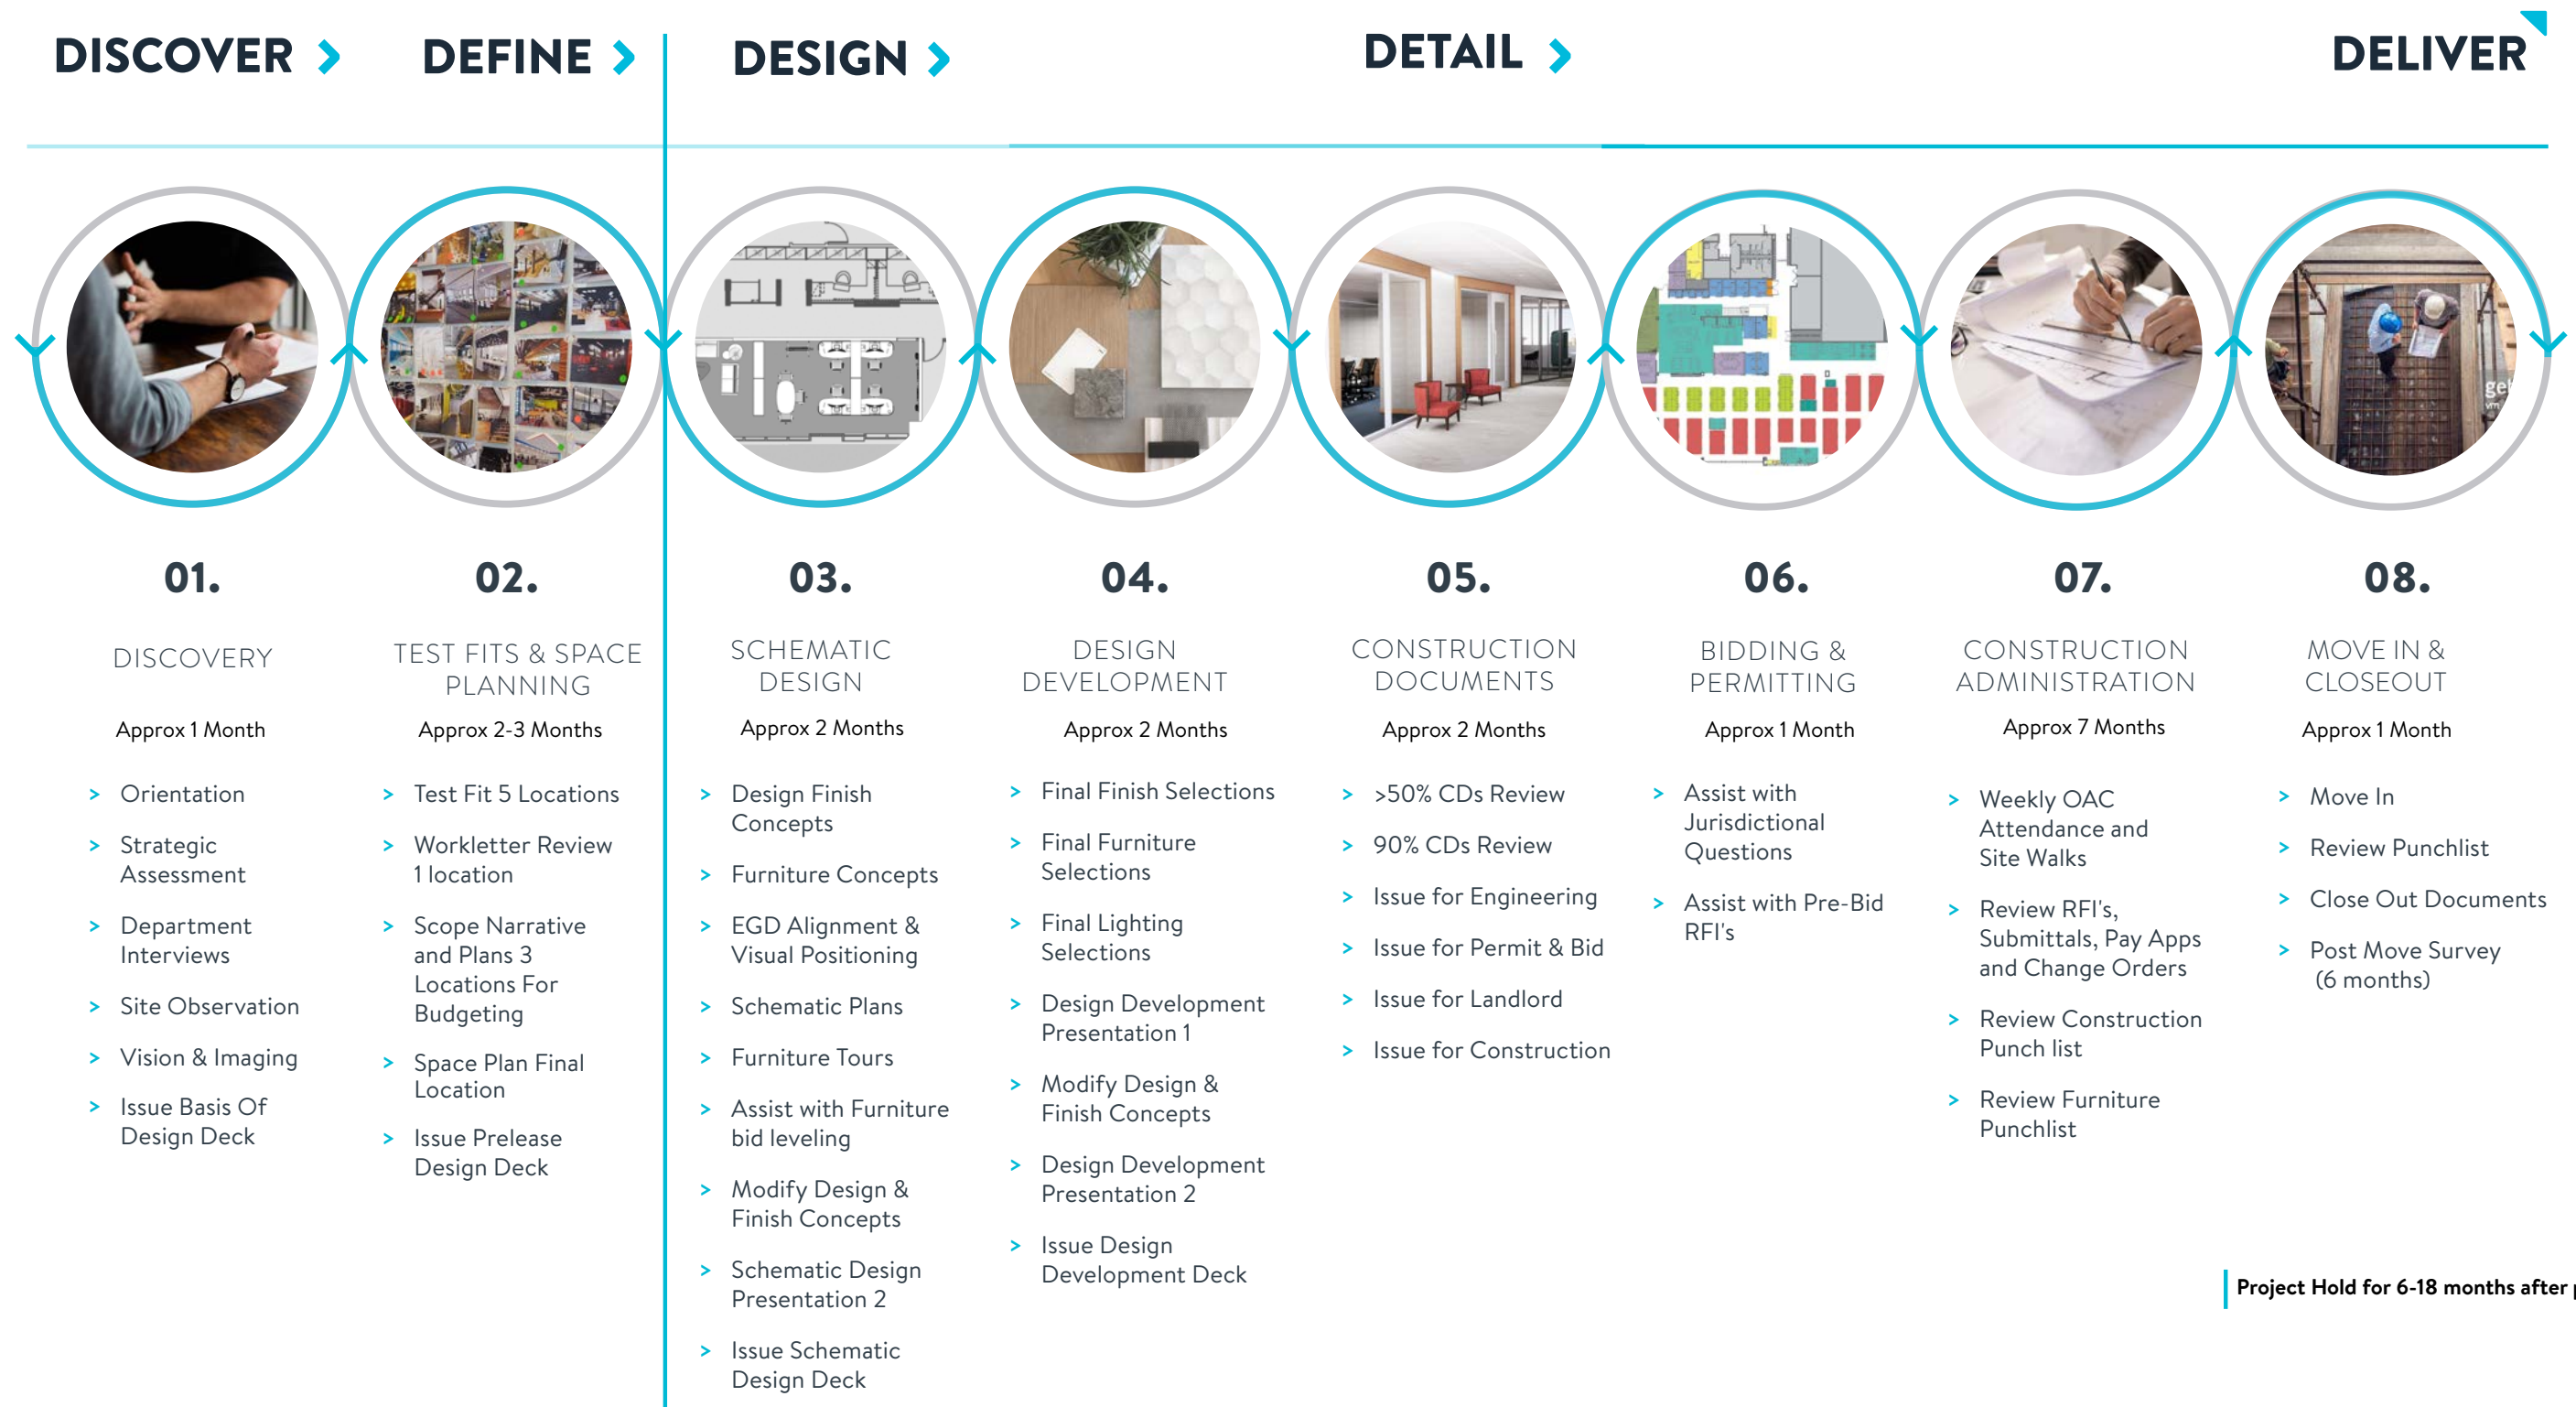 DISCOVER >
DEFINE >
DESIGN >
DETAIL >
DELIVER
01.
DISCOVERY
Approx 1 Month
> Orientation
> Strategic
Assessment
> Department
Interviews
> Site Observation
> Vision & Imaging
> Issue Basis Of
Design Deck
02.
TEST FITS & SPACE
PLANNING
Approx 2-3 Months
> Test Fit 5 Locations
> Workletter Review
1 location
> Scope Narrative
and Plans 3
Locations For
Budgeting
> Space Plan Final
Location
> Issue Prelease
Design Deck
03.
SCHEMATIC
DESIGN
Approx 2 Months
> Design Finish
Concepts
> Furniture Concepts
> EGD Alignment &
Visual Positioning
> Schematic Plans
> Furniture Tours
> Assist with Furniture
bid leveling
> Modify Design &
Finish Concepts
> Schematic Design
Presentation 2
> Issue Schematic
Design Deck
04.
DESIGN
DEVELOPMENT
Approx 2 Months
> Final Finish Selections
> Final Furniture
Selections
> Final Lighting
Selections
> Design Development
Presentation 1
> Modify Design &
Finish Concepts
> Design Development
Presentation 2
> Issue Design
Development Deck
05.
CONSTRUCTION
DOCUMENTS
Approx 2 Months
> >50% CDs Review
> 90% CDs Review
> Issue for Engineering
> Issue for Permit & Bid
> Issue for Landlord
> Issue for Construction
06.
BIDDING &
PERMITTING
Approx 1 Month
> Assist with
Jurisdictional
Questions
> Assist with Pre-Bid
RFI's
07.
CONSTRUCTION
ADMINISTRATION
Approx 7 Months
> Weekly OAC
Attendance and
Site Walks
> Review RFI's,
Submittals, Pay Apps
and Change Orders
> Review Construction
Punch list
> Review Furniture
Punchlist
08.
MOVE IN &
CLOSEOUT
Approx 1 Month
> Move In
> Review Punchlist
> Close Out Documents
> Post Move Survey
(6 months)
Project Hold for 6-18 months after